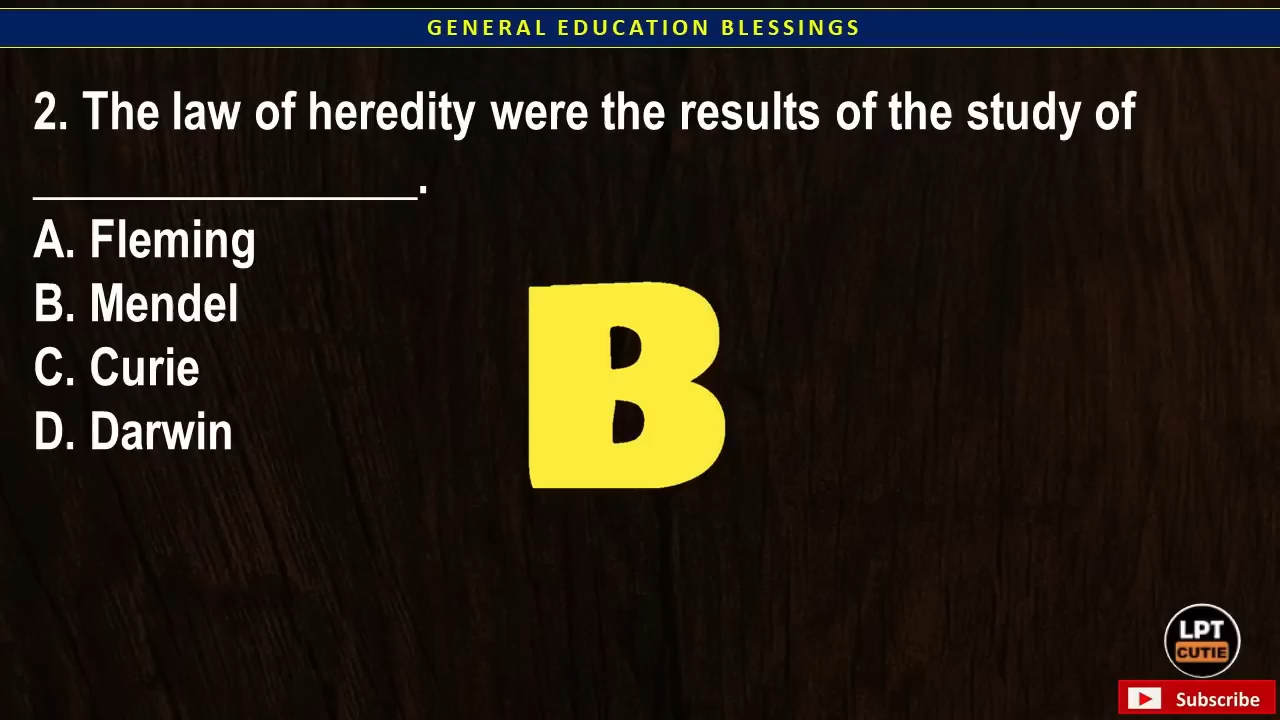 GENERAL EDUCATION BLESSINGS
2. The law of heredity were the results of the study of
_______________.
A. Fleming
B. Mendel
C. Curie
D. Darwin
B
LPT
CUTIE
Subscribe